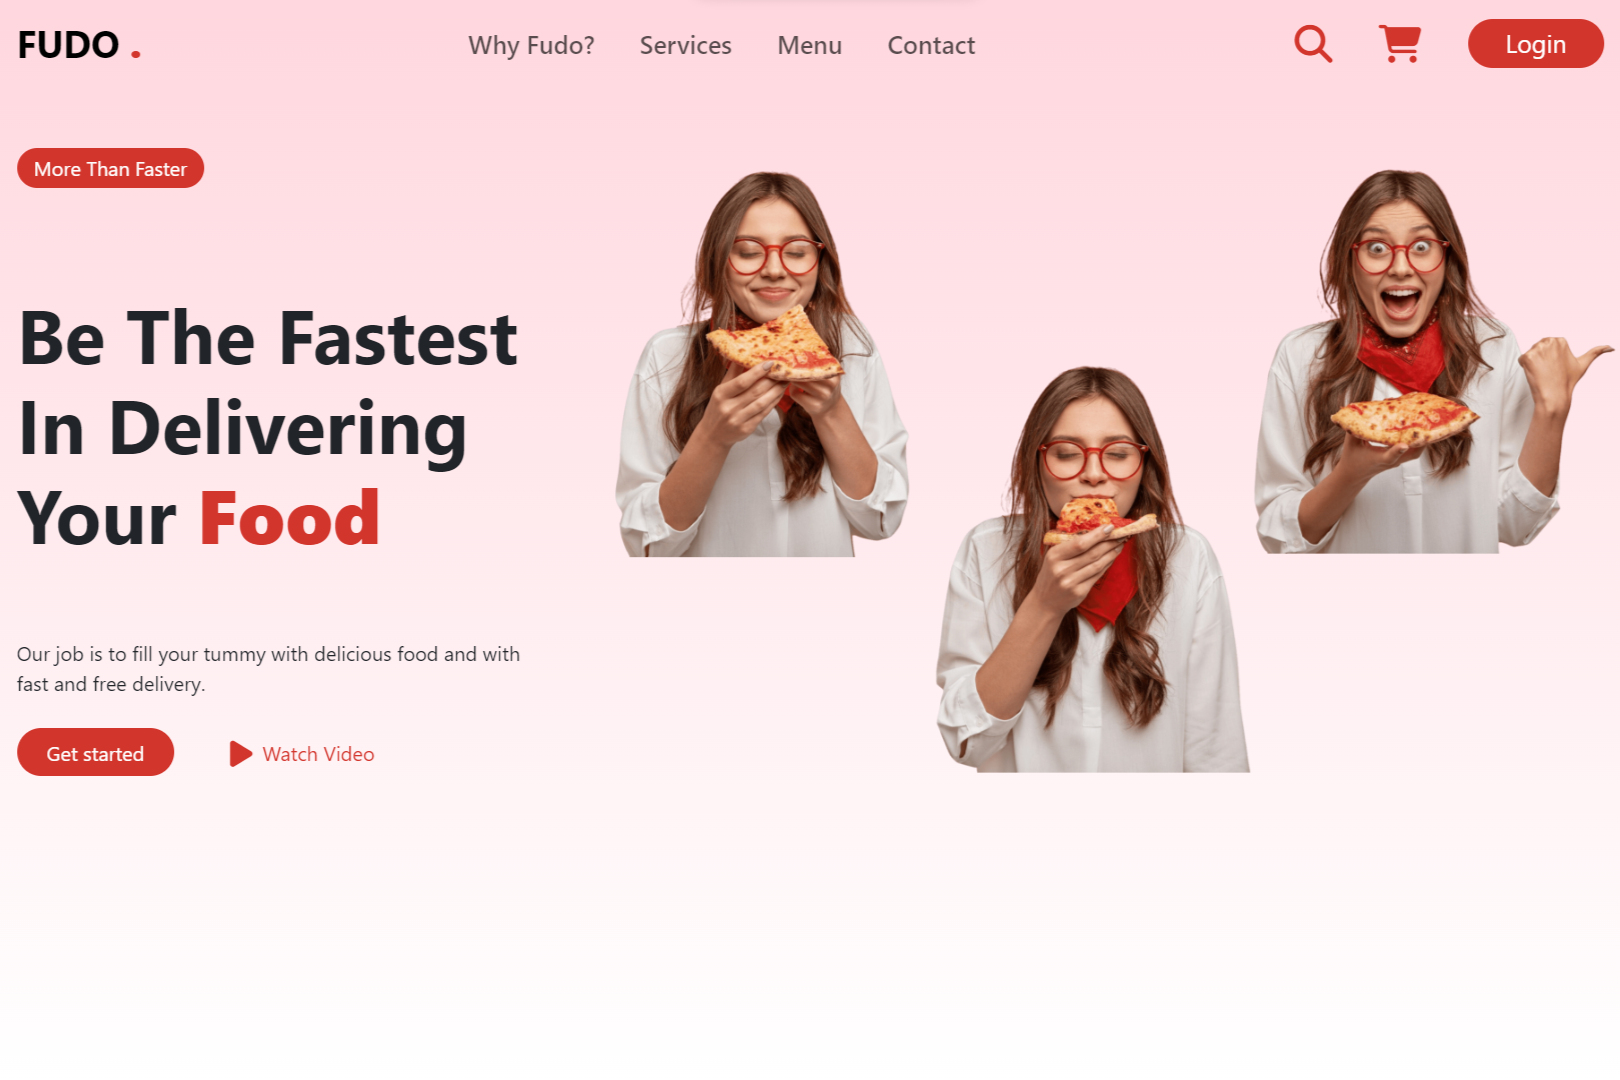 FUDO .
Why Fudo?
Services
Menu
Contact
Login
More Than Faster
Be The Fastest
In Delivering
Your Food
Our job is to fill your tummy with delicious food and with
fast and free delivery.
Get started
Watch Video